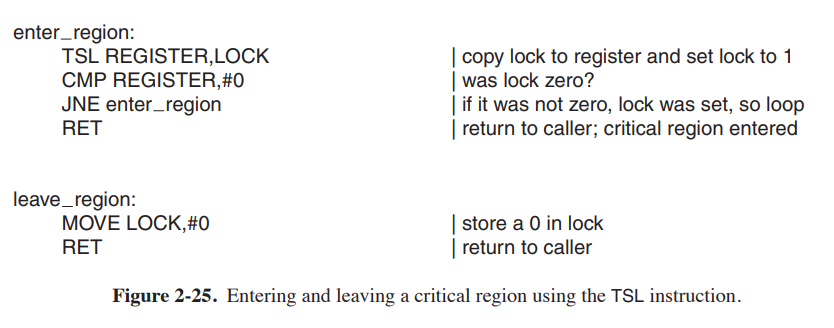 enter_region:
TSL REGISTER,LOCK | copy lock to register and set lock to 1
CMP REGISTER,#0 | was lock zero?
JNE enter_region | if it was not zero, lock was set, so loop
RET | return to caller; critical region entered
leave_region:
MOVE LOCK,#0 | store a 0 in lock
RET | return to caller
Figure 2-25. Entering and leaving a critical region using the TSL instruction.